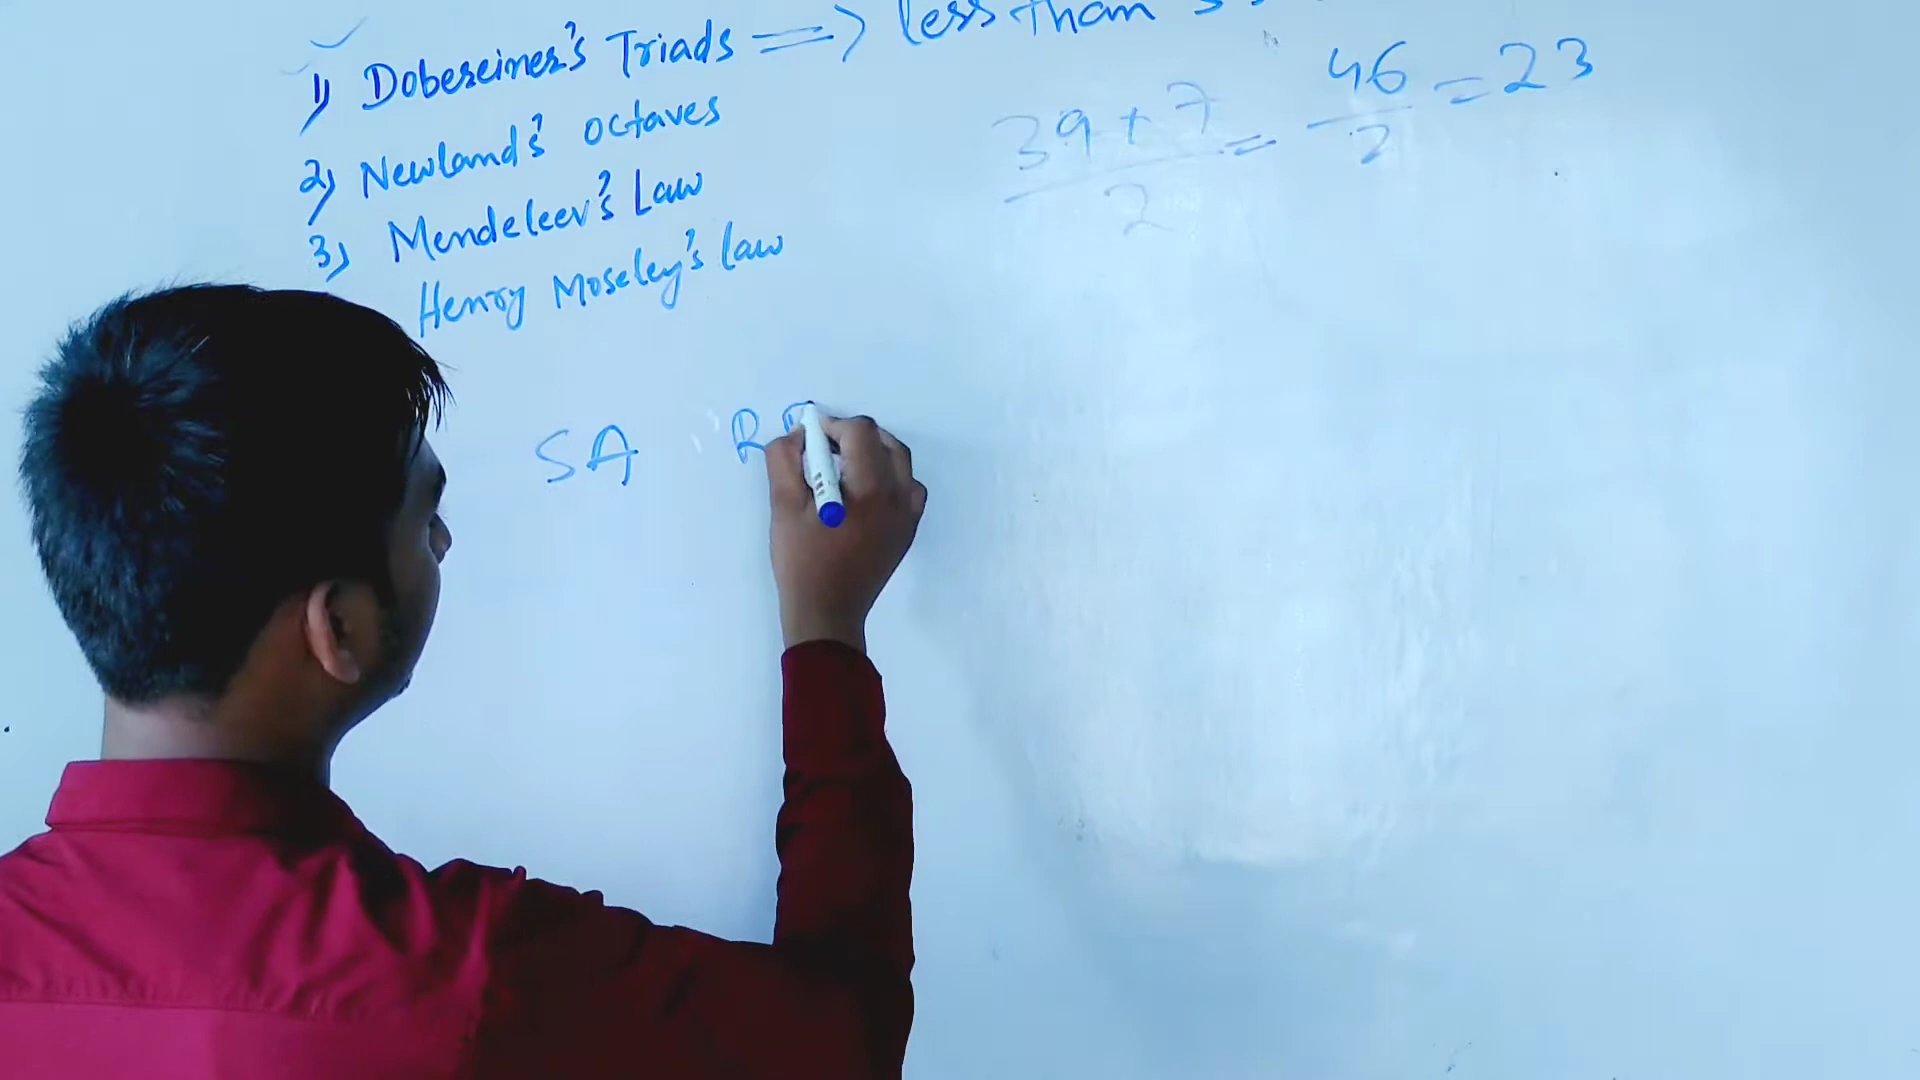 1) Dobereiner's Triads => less than
2) Newland's octaves
3) Mendeleev's Law
Henry Moseley's law
39 + 7 / 2 = 46 / 2 = 23
SA R